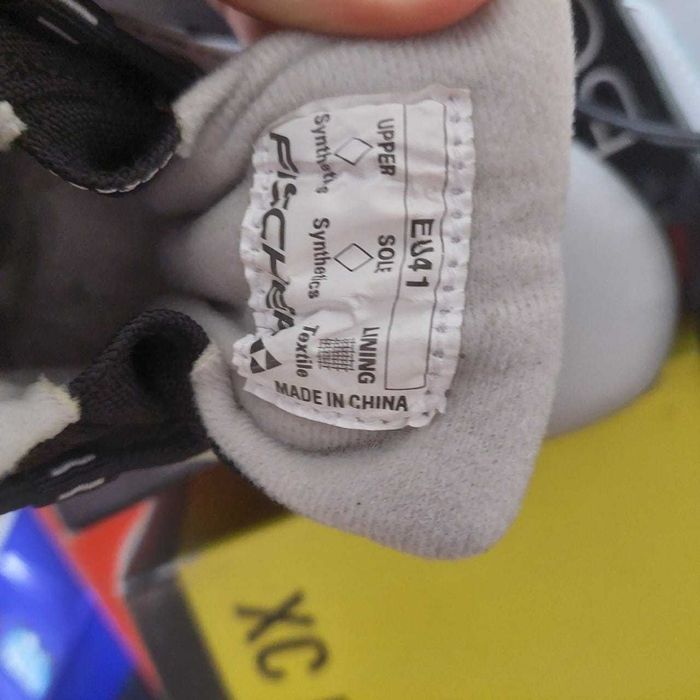 EU41
UPPER SOLE LINING
Synthetics Synthetics Textile
FISCHER
MADE IN CHINA
XC